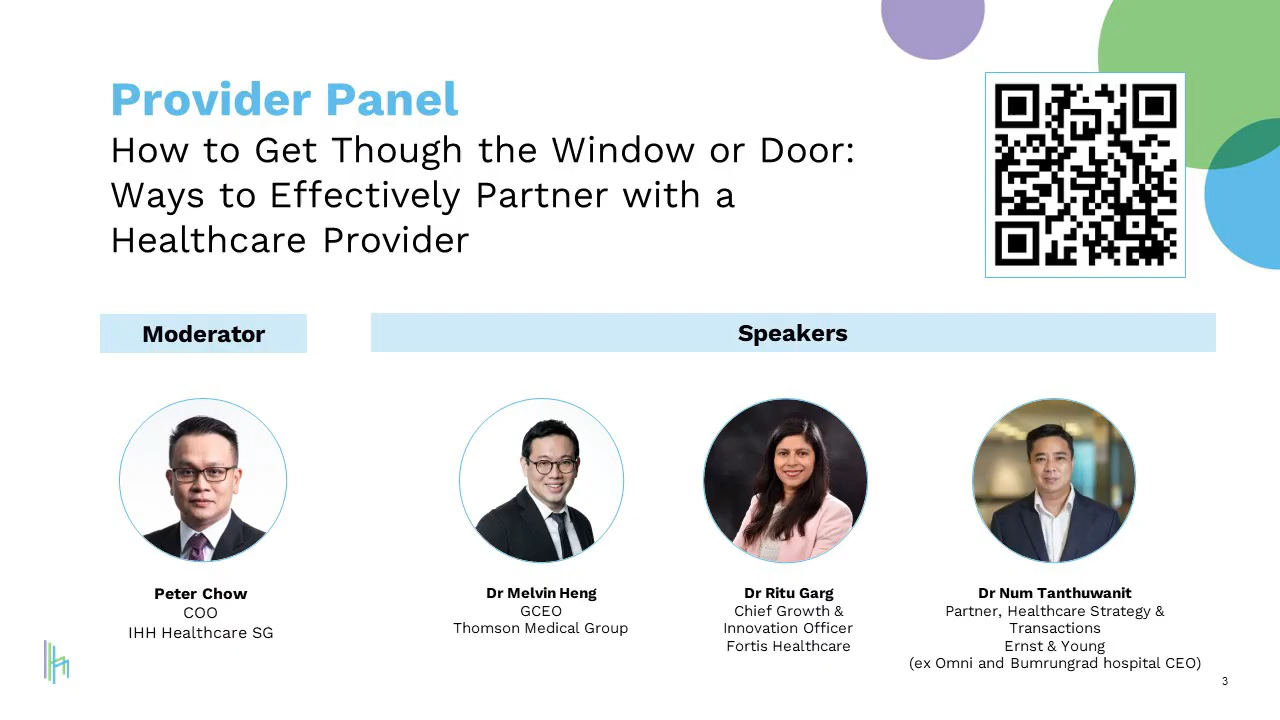 Provider Panel
How to Get Though the Window or Door:
Ways to Effectively Partner with a
Healthcare Provider
Moderator
Speakers
Peter Chow
COO
IHH Healthcare SG
Dr Melvin Heng
GCEO
Thomson Medical Group
Dr Ritu Garg
Chief Growth &
Innovation Officer
Fortis Healthcare
Dr Num Tanthuwanit
Partner, Healthcare Strategy &
Transactions
Ernst & Young
(ex Omni and Bumrungrad hospital CEO)
3